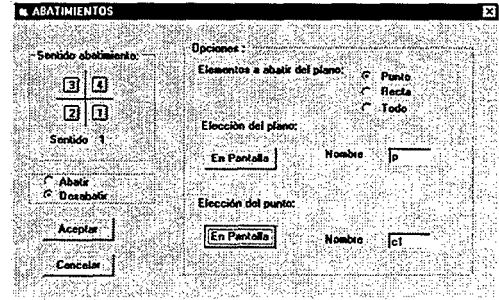 ABATIMIENTOS
Sentido abatimiento:
3 4
2 1
Sentido 1
Abatir
Desabatir
Aceptar
Cancelar
Opciones :
Elementos a abatir del plano:
Punto
Recta
Todo
Elección del plano:
En Pantalla
Nombre
p
Elección del punto:
En Pantalla
Nombre
c1